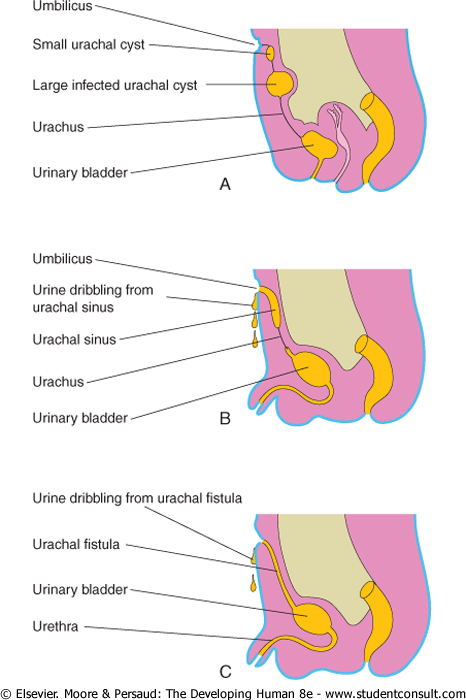 Umbilicus
Small urachal cyst
Large infected urachal cyst
Urachus
Urinary bladder
A
Umbilicus
Urine dribbling from
urachal sinus
Urachal sinus
Urachus
Urinary bladder
B
Urine dribbling from urachal fistula
Urachal fistula
Urinary bladder
Urethra
C
© Elsevier. Moore & Persaud: The Developing Human 8e - www.studentconsult.com